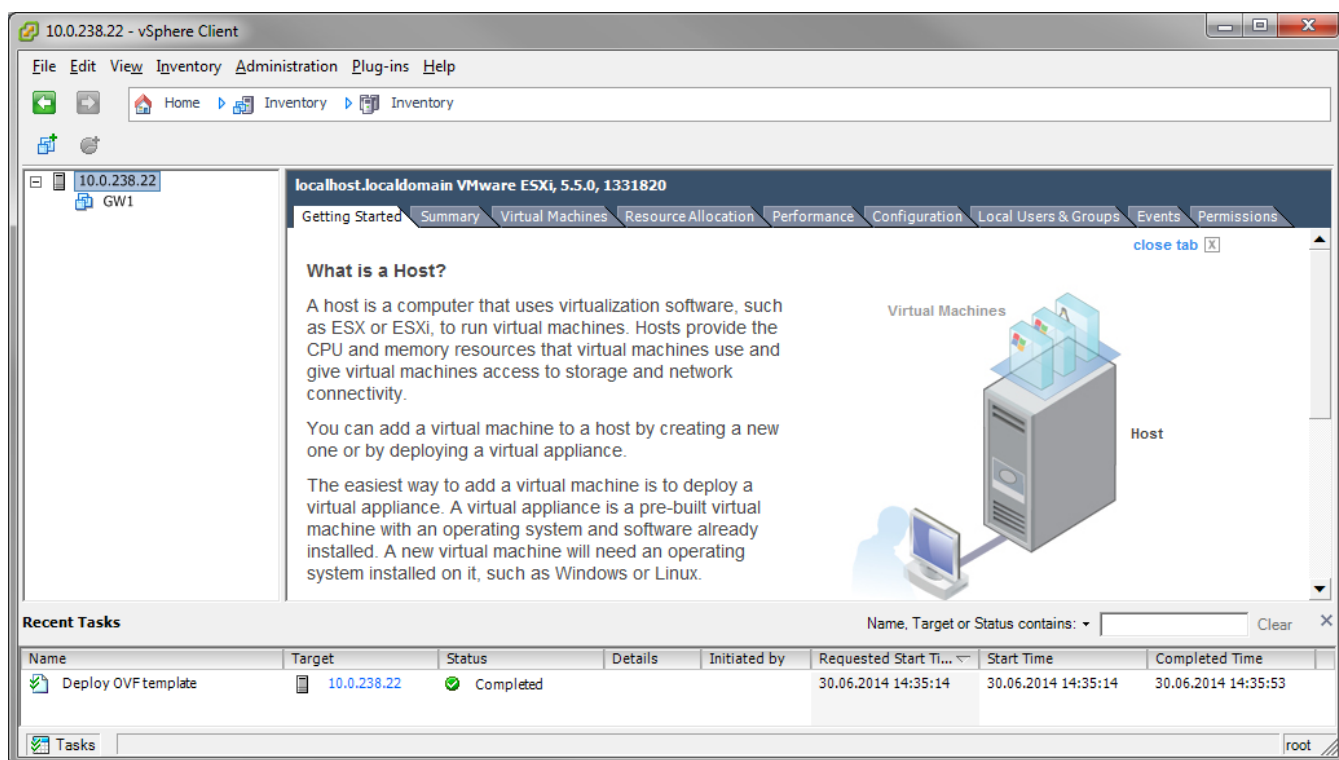 10.0.238.22 - vSphere Client
File Edit View Inventory Administration Plug-ins Help
Home Inventory Inventory
10.0.238.22
GW1
localhost.localdomain VMware ESXi, 5.5.0, 1331820
Getting Started Summary Virtual Machines Resource Allocation Performance Configuration Local Users & Groups Events Permissions
close tab X
What is a Host?
A host is a computer that uses virtualization software, such
as ESX or ESXi, to run virtual machines. Hosts provide the
CPU and memory resources that virtual machines use and
give virtual machines access to storage and network
connectivity.
You can add a virtual machine to a host by creating a new
one or by deploying a virtual appliance.
The easiest way to add a virtual machine is to deploy a
virtual appliance. A virtual appliance is a pre-built virtual
machine with an operating system and software already
installed. A new virtual machine will need an operating
system installed on it, such as Windows or Linux.
Virtual Machines
Host
Recent Tasks
Name, Target or Status contains:
Clear
Name Target Status Details Initiated by Requested Start Ti... Start Time Completed Time
Deploy OVF template 10.0.238.22 Completed 30.06.2014 14:35:14 30.06.2014 14:35:14 30.06.2014 14:35:53
Tasks
root